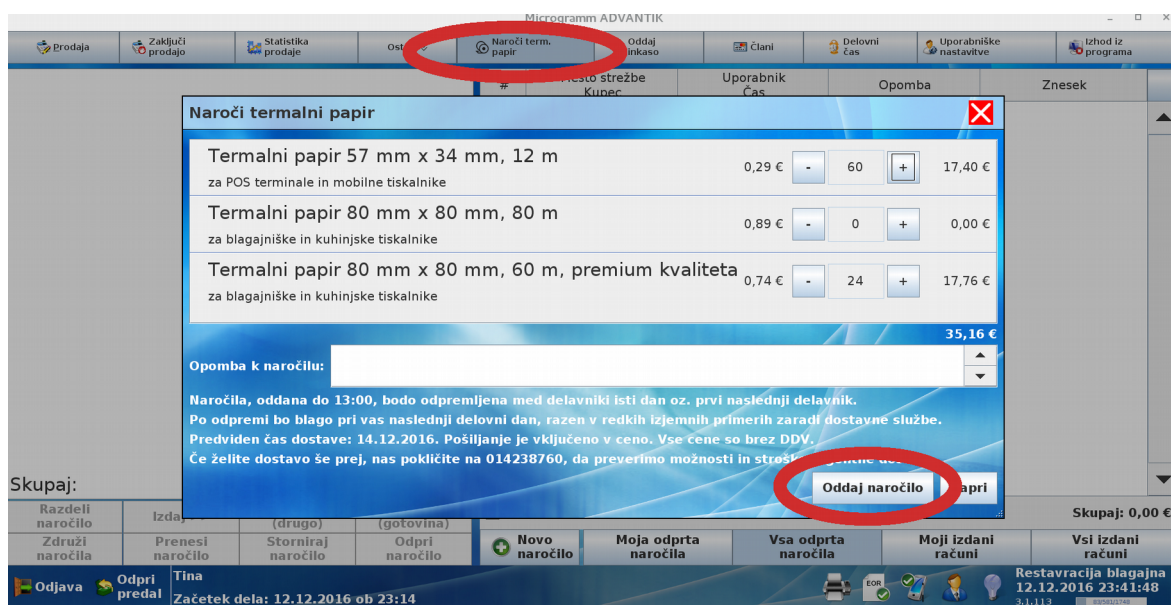 Microgramm ADVANTIK
Prodaja
Zaključi
prodajo
Statistika
prodaje
Naroči term.
papir
Oddaj
inkaso
Člani
Delovni
čas
Uporabniške
nastavitve
Izhod iz
programa
#
Kupec
Uporabnik
Čas
Opomba
Znesek
Naroči termalni papir
Termalni papir 57 mm x 34 mm, 12 m
za POS terminale in mobilne tiskalnike
0,29 € - 60 + 17,40 €
Termalni papir 80 mm x 80 mm, 80 m
za blagajniške in kuhinjske tiskalnike
0,89 € - 0 + 0,00 €
Termalni papir 80 mm x 80 mm, 60 m, premium kvaliteta
za blagajniške in kuhinjske tiskalnike
0,74 € - 24 + 17,76 €
35,16 €
Opomba k naročilu:
Naročila, oddana do 13:00, bodo odpremljena med delavniki isti dan oz. prvi naslednji delavnik.
Po odpremi bo blago pri vas naslednji delovni dan, razen v redkih izjemnih primerih zaradi dostavne službe.
Predviden čas dostave: 14.12.2016. Pošiljanje je vključeno v ceno. Vse cene so brez DDV.
Če želite dostavo še prej, nas pokličite na 014238760, da preverimo možnosti in
Oddaj naročilo
Skupaj:
Skupaj: 0,00 €
Razdeli
naročilo
(drugo)
(gotovina)
Združi
naročila
Prenesi
naročilo
Storniraj
naročilo
Odpri
naročilo
Novo
naročilo
Moja odprta
naročila
Vsa odprta
naročila
Moji izdani
računi
Vsi izdani
računi
Odjava
Odpri
predal
Tina
Začetek dela: 12.12.2016 ob 23:14
EOR
Restavracija blagajna
12.12.2016 23:41:48
3.1.113